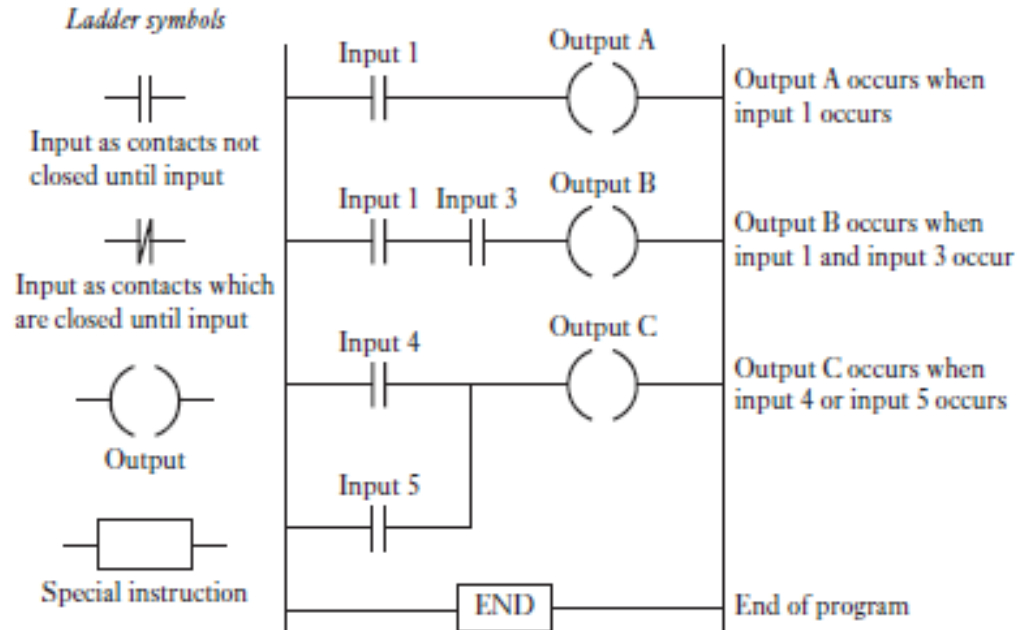 Ladder symbols
Input as contacts not
closed until input
Input as contacts which
are closed until input
Output
Special instruction
Input 1
Output A
Output A occurs when
input 1 occurs
Input 1
Input 3
Output B
Output B occurs when
input 1 and input 3 occur
Input 4
Output C
Output C occurs when
input 4 or input 5 occurs
Input 5
END
End of program